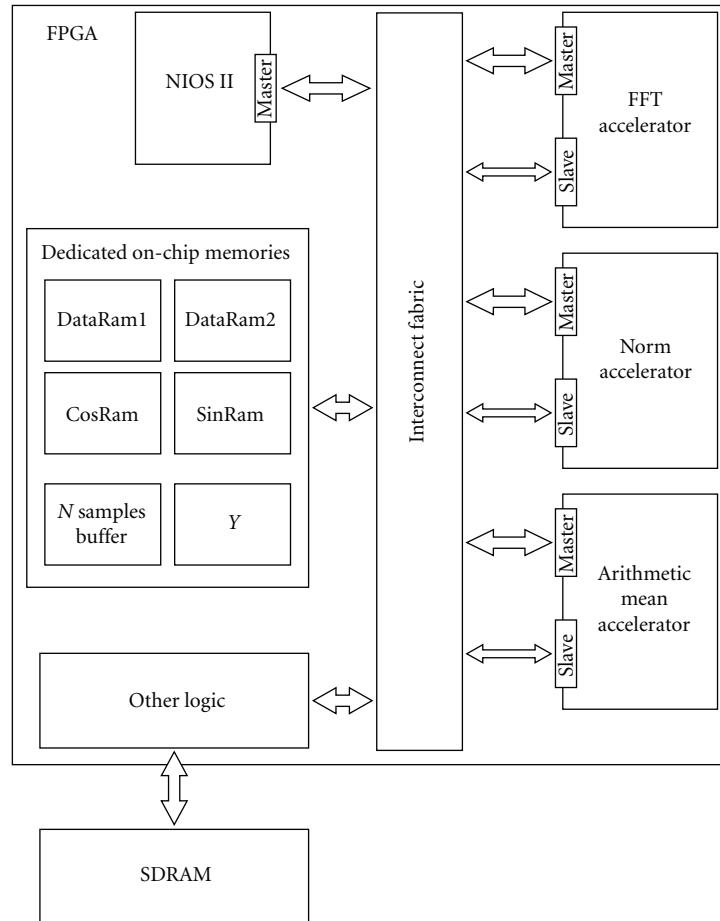 FPGA
NIOS II
Master
Dedicated on-chip memories
DataRam1
DataRam2
CosRam
SinRam
N samples
buffer
Y
Other logic
SDRAM
Interconnect fabric
Master
Slave
FFT
accelerator
Master
Slave
Norm
accelerator
Master
Slave
Arithmetic
mean
accelerator